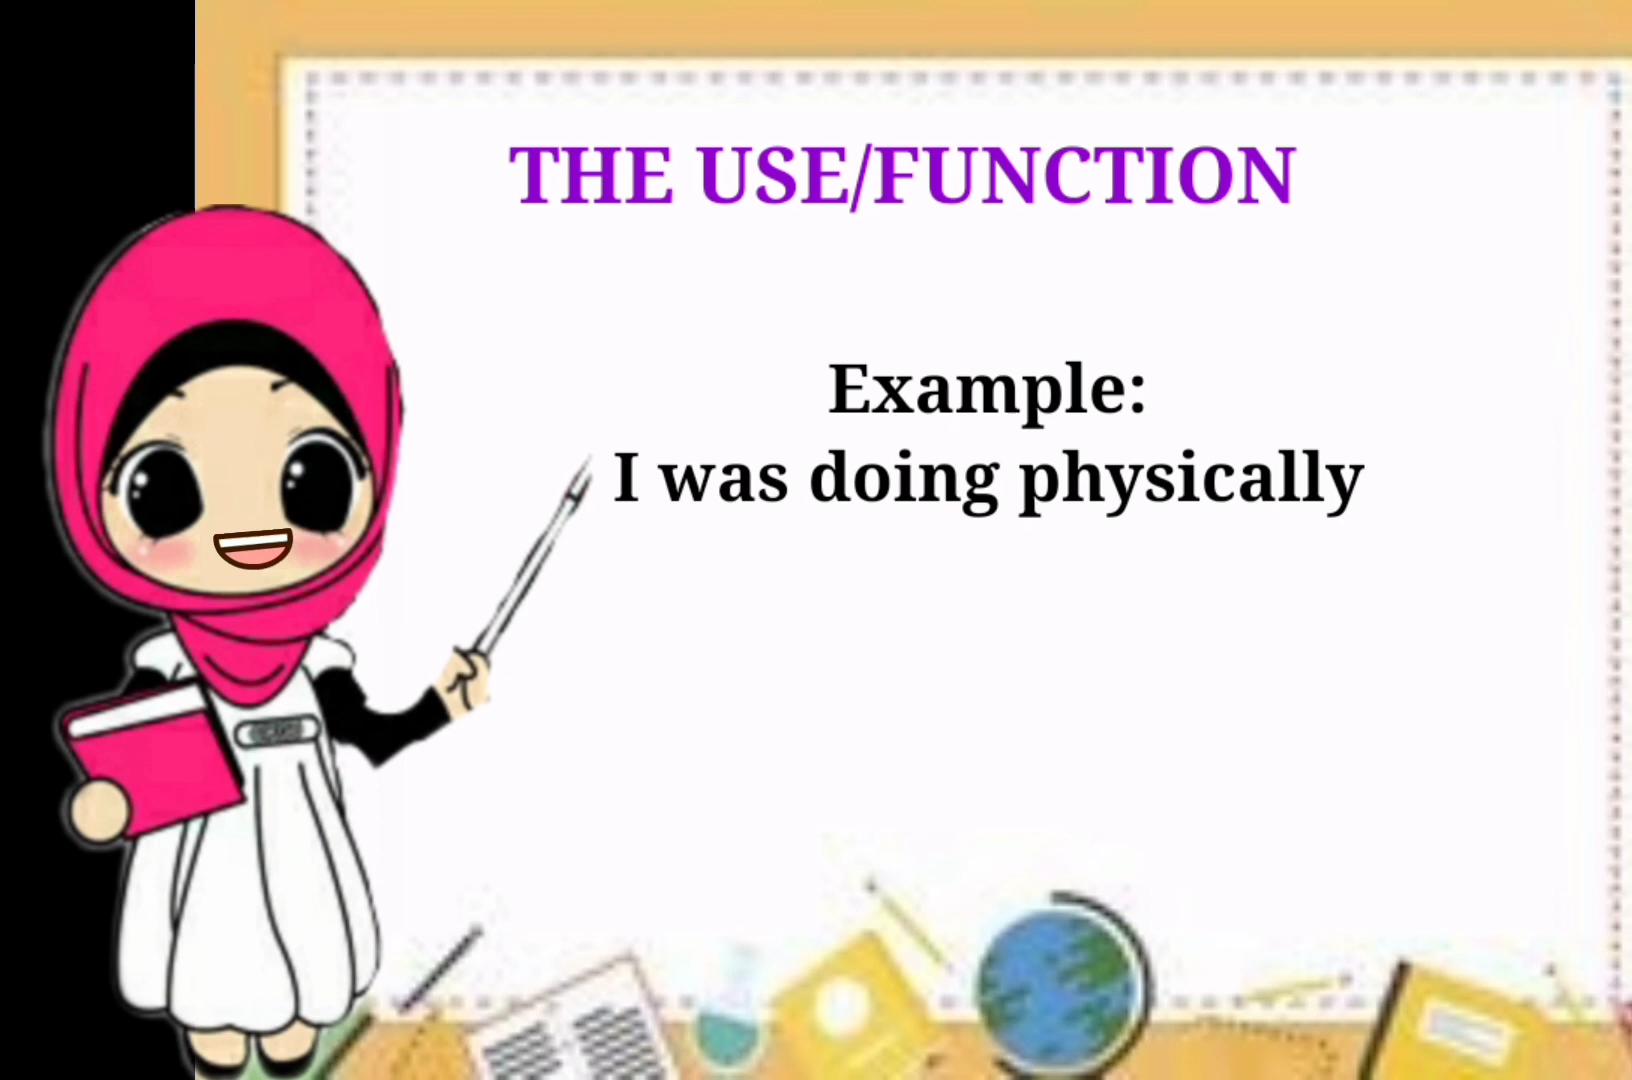 THE USE/FUNCTION
Example:
I was doing physically